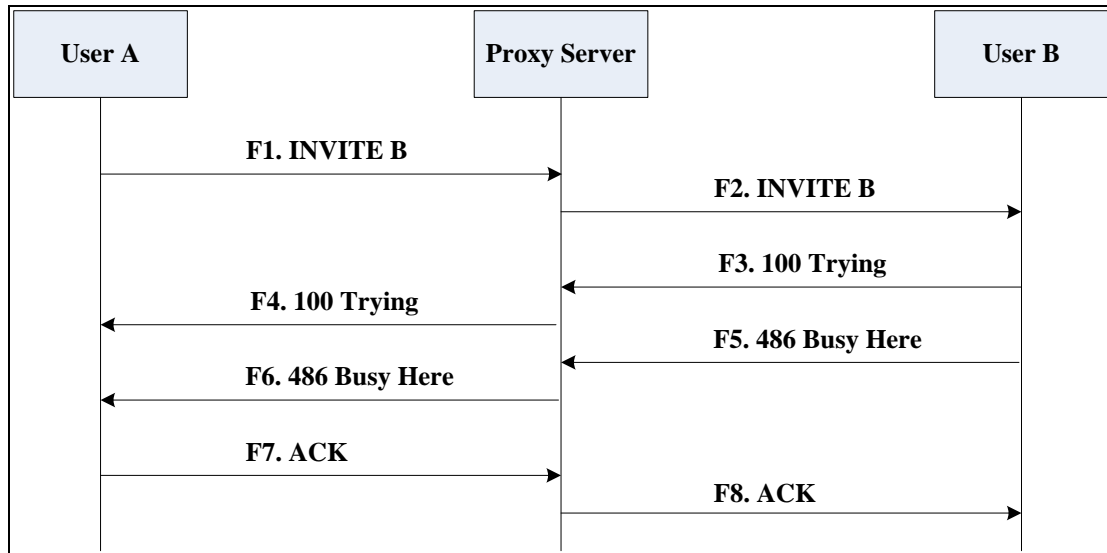 User A
Proxy Server
User B
F1. INVITE B
F2. INVITE B
F3. 100 Trying
F4. 100 Trying
F5. 486 Busy Here
F6. 486 Busy Here
F7. ACK
F8. ACK